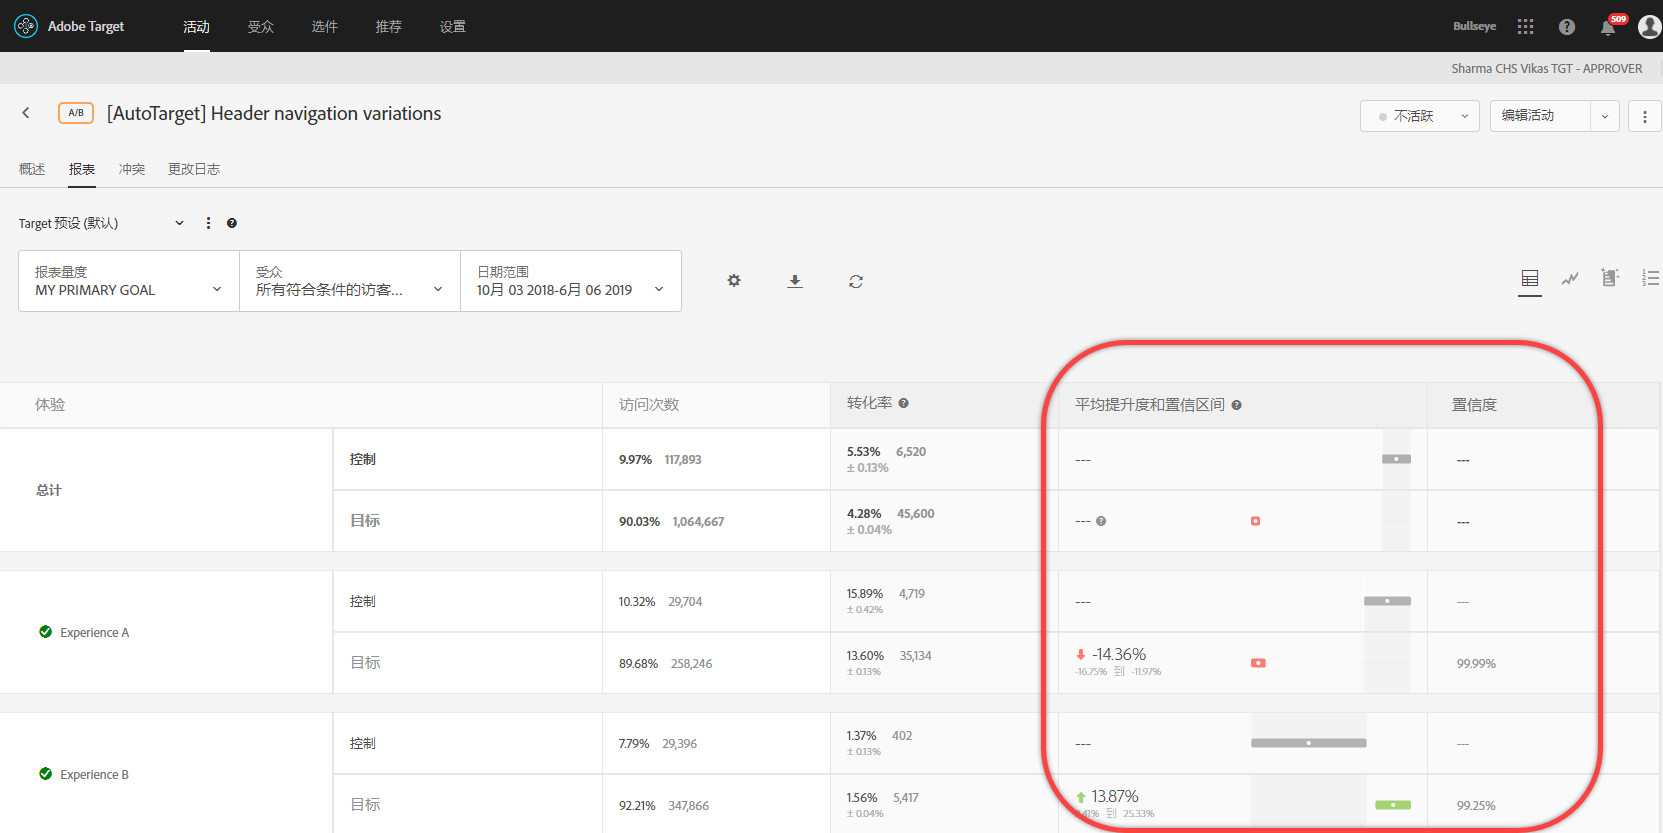 Adobe Target 活动 受众 选件 推荐 设置 Bullseye 509
Sharma CHS Vikas TGT - APPROVER
A/B [AutoTarget] Header navigation variations 不活跃 编辑活动
概述 报表 冲突 更改日志
Target 预设 (默认)
报表量度 受众 日期范围
MY PRIMARY GOAL 所有符合条件的访客... 10月 03 2018-6月 06 2019
体验 访问次数 转化率 平均提升度和置信区间 置信度
总计
控制 9.97% 117,893 5.53% 6,520 --- ---
± 0.13%
目标 90.03% 1,064,667 4.28% 45,600 --- ---
± 0.04%
Experience A
控制 10.32% 29,704 15.89% 4,719 --- ---
± 0.42%
目标 89.68% 258,246 13.60% 35,134 -14.36% 99.99%
± 0.13% -16.75% 到 -11.97%
Experience B
控制 7.79% 29,396 1.37% 402 --- ---
± 0.13%
目标 92.21% 347,866 1.56% 5,417 13.87% 99.25%
± 0.04% 到 25.33%